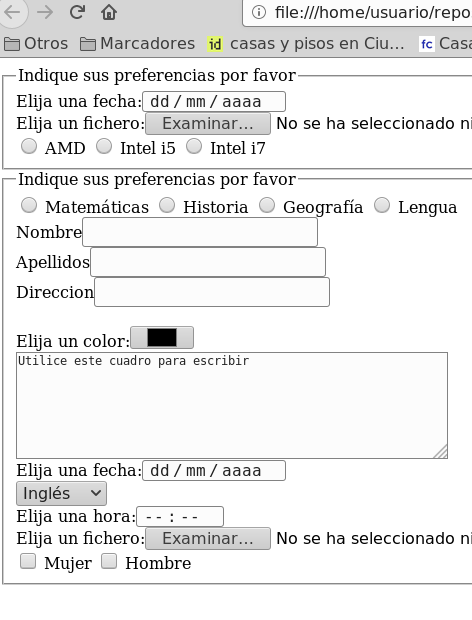 file:///home/usuario/repo
Otros Marcadores id casas y pisos en Ciu... fc Casa
Indique sus preferencias por favor
Elija una fecha: dd/mm/aaaa
Elija un fichero: Examinar... No se ha seleccionado ni
AMD Intel i5 Intel i7
Indique sus preferencias por favor
Matemáticas Historia Geografía Lengua
Nombre
Apellidos
Direccion
Elija un color:
Utilice este cuadro para escribir
Elija una fecha: dd/mm/aaaa
Inglés
Elija una hora: --:--
Elija un fichero: Examinar... No se ha seleccionado ni
Mujer Hombre